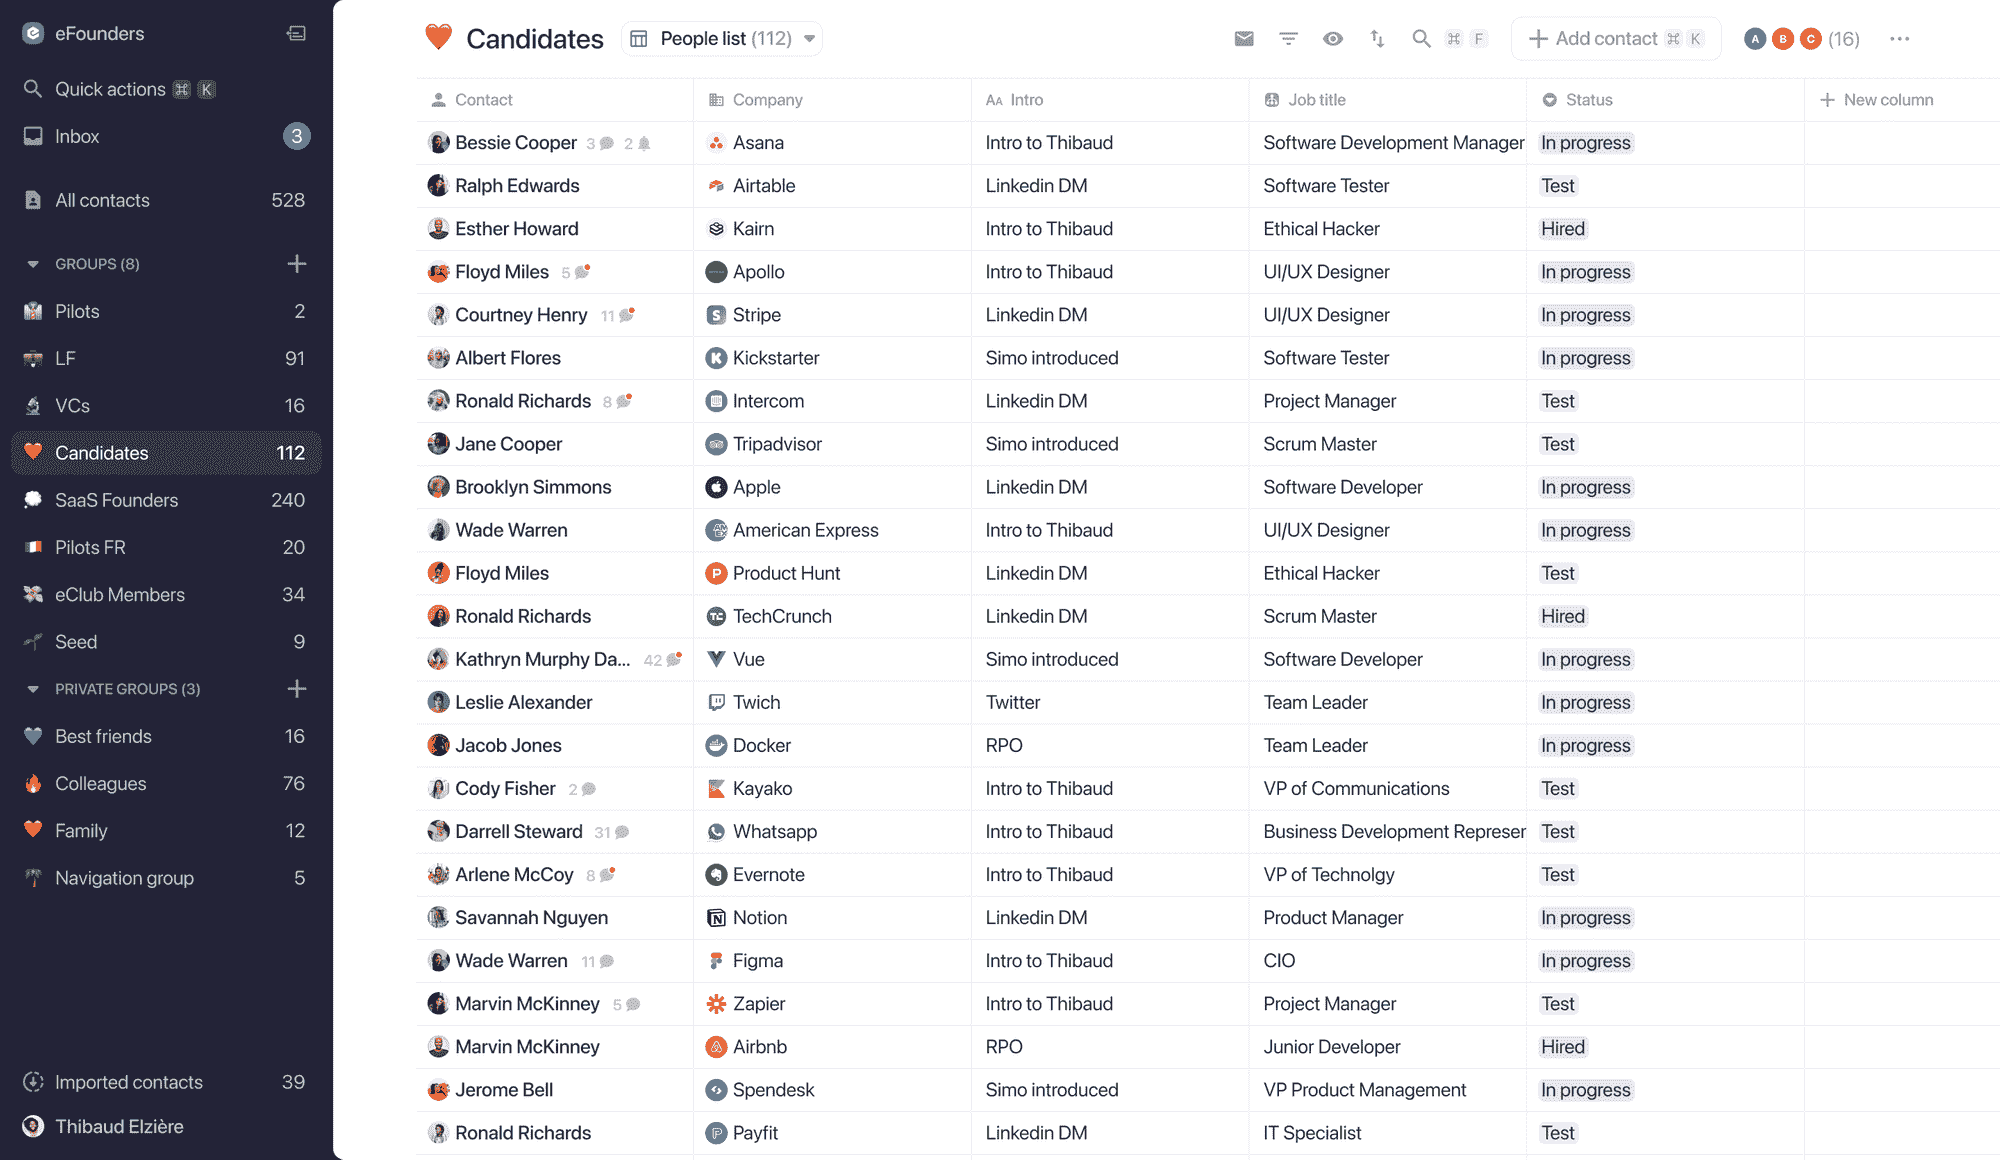 eFounders
Quick actions ⌘ K
Inbox 3
All contacts 528
GROUPS (8)
Pilots 2
LF 91
VCs 16
Candidates 112
SaaS Founders 240
Pilots FR 20
eClub Members 34
Seed 9
PRIVATE GROUPS (3)
Best friends 16
Colleagues 76
Family 12
Navigation group 5
Imported contacts 39
Thibaud Elzière
Candidates People list (112) ⌘ F Add contact ⌘ K A B C (16)
Contact Company AA Intro Job title Status New column
Bessie Cooper 3 2 Asana Intro to Thibaud Software Development Manager In progress
Ralph Edwards Airtable Linkedin DM Software Tester Test
Esther Howard Kairn Intro to Thibaud Ethical Hacker Hired
Floyd Miles 5 Apollo Intro to Thibaud UI/UX Designer In progress
Courtney Henry 11 S Stripe Linkedin DM UI/UX Designer In progress
Albert Flores K Kickstarter Simo introduced Software Tester In progress
Ronald Richards 8 Intercom Linkedin DM Project Manager Test
Jane Cooper Tripadvisor Simo introduced Scrum Master Test
Brooklyn Simmons Apple Linkedin DM Software Developer In progress
Wade Warren American Express Intro to Thibaud UI/UX Designer In progress
Floyd Miles P Product Hunt Linkedin DM Ethical Hacker Test
Ronald Richards TC TechCrunch Linkedin DM Scrum Master Hired
Kathryn Murphy Da... 42 Vue Simo introduced Software Developer In progress
Leslie Alexander Twich Twitter Team Leader In progress
Jacob Jones Docker RPO Team Leader In progress
Cody Fisher 2 Kayako Intro to Thibaud VP of Communications Test
Darrell Steward 31 Whatsapp Intro to Thibaud Business Development Represer Test
Arlene McCoy 8 Evernote Intro to Thibaud VP of Technolgy Test
Savannah Nguyen N Notion Linkedin DM Product Manager In progress
Wade Warren 11 Figma Intro to Thibaud CIO In progress
Marvin McKinney 5 Zapier Intro to Thibaud Project Manager Test
Marvin McKinney Airbnb RPO Junior Developer Hired
Jerome Bell Spendesk Simo introduced VP Product Management In progress
Ronald Richards P Payfit Linkedin DM IT Specialist Test